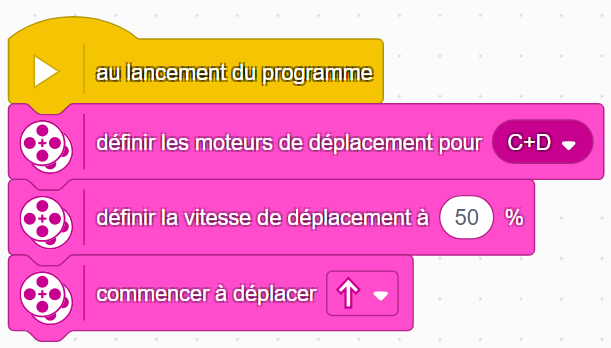 au lancement du programme
définir les moteurs de déplacement pour C+D
définir la vitesse de déplacement à 50 %
commencer à déplacer